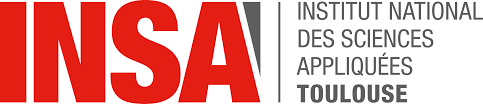 INSA
INSTITUT NATIONAL
DES SCIENCES
APPLIQUÉES
TOULOUSE